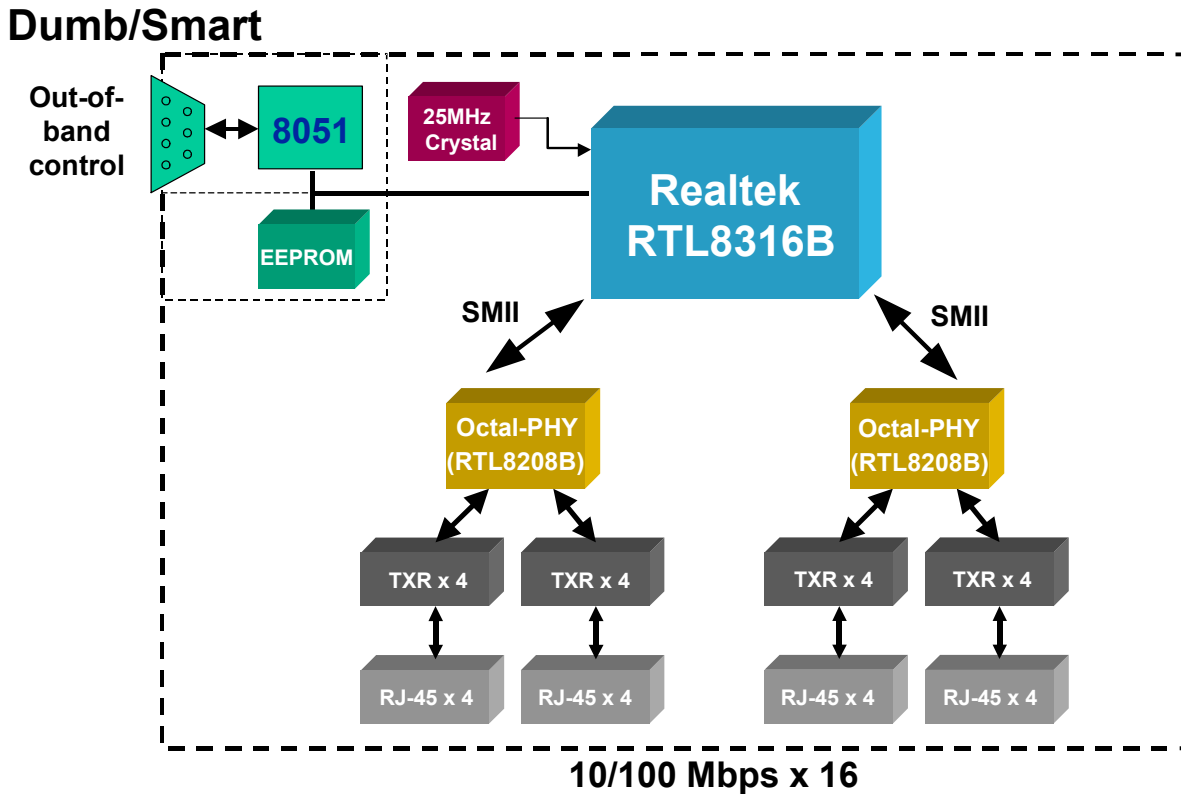 Dumb/Smart
Out-of-
band
control
8051
EEPROM
25MHz
Crystal
Realtek
RTL8316B
SMII
SMII
Octal-PHY
(RTL8208B)
Octal-PHY
(RTL8208B)
TXR x 4
TXR x 4
TXR x 4
TXR x 4
RJ-45 x 4
RJ-45 x 4
RJ-45 x 4
RJ-45 x 4
10/100 Mbps x 16